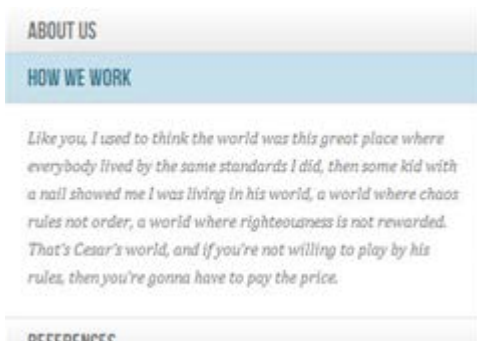 ABOUT US
HOW WE WORK
Like you, I used to think the world was this great place where
everybody lived by the same standards I did, then some kid with
a nail showed me I was living in his world, a world where chaos
rules not order, a world where righteousness is not rewarded.
That's Cesar's world, and if you're not willing to play by his
rules, then you're gonna have to pay the price.
REFERENCES